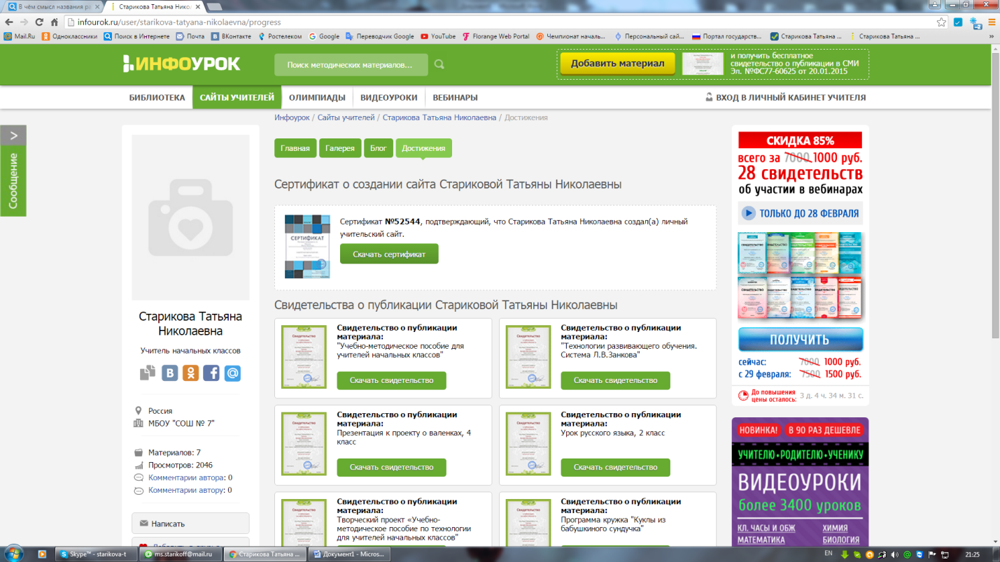 В чём смысл названия ра
Старикова Татьяна Никол
infourok.ru/user/starikova-tatyana-nikolaevna/progress
Mail.Ru
Одноклассники
Поиск в Интернете
Почта
ВКонтакте
Ростелеком
Google
Переводчик Google
YouTube
Florange Web Portal
Чемпионат началь...
Персональный сай...
Портал государств...
Старикова Татьяна ...
Старикова Татьяна ...
ИНФОУРОК
Поиск методических материалов...
Добавить материал
и получить бесплатное
свидетельство о публикации в СМИ
Эл. №ФС77-60625 от 20.01.2015
БИБЛИОТЕКА
САЙТЫ УЧИТЕЛЕЙ
ОЛИМПИАДЫ
ВИДЕОУРОКИ
ВЕБИНАРЫ
ВХОД В ЛИЧНЫЙ КАБИНЕТ УЧИТЕЛЯ
Инфоурок / Сайты учителей / Старикова Татьяна Николаевна / Достижения
Сообщение
Главная
Галерея
Блог
Достижения
Сертификат о создании сайта Стариковой Татьяны Николаевны
СЕРТИФИКАТ
Сертификат №52544, подтверждающий, что Старикова Татьяна Николаевна создал(а) личный
учительский сайт.
Скачать сертификат
Свидетельства о публикации Стариковой Татьяны Николаевны
Свидетельство о публикации
материала:
"Учебно-методическое пособие для
учителей начальных классов"
Скачать свидетельство
Свидетельство о публикации
материала:
"Технологии развивающего обучения.
Система Л.В.Занкова"
Скачать свидетельство
Свидетельство о публикации
материала:
Презентация к проекту о валенках, 4
класс
Скачать свидетельство
Свидетельство о публикации
материала:
Урок русского языка, 2 класс
Скачать свидетельство
Свидетельство о публикации
материала:
Творческий проект «Учебно-
методическое пособие по технологии
для учителей начальных классов"
Свидетельство о публикации
материала:
Программа кружка "Куклы из
бабушкиного сундучка"
Старикова Татьяна
Николаевна
Учитель начальных классов
Россия
МБОУ "СОШ № 7"
Материалов: 7
Просмотров: 2046
Комментарии автора: 0
Комментарии автору: 0
Написать
СКИДКА 85%
всего за 7000 1000 руб.
28 свидетельств
об участии в вебинарах
ТОЛЬКО ДО 28 ФЕВРАЛЯ
ПОЛУЧИТЬ
сейчас: 7000 1000 руб.
с 29 февраля: 7500 1500 руб.
До повышения
цены осталось: 3 д. 4 ч. 34 м. 31 с.
НОВИНКА! В 90 РАЗ ДЕШЕВЛЕ
УЧИТЕЛЮ•РОДИТЕЛЮ•УЧЕНИКУ
ВИДЕОУРОКИ
более 3400 уроков
КЛ. ЧАСЫ И ОБЖ ХИМИЯ
МАТЕМАТИКА БИОЛОГИЯ
Skype™ - starikova-t
ms.starikoff@mail.ru
Старикова Татьяна ...
Документ1 - Micros...
EN
21:25